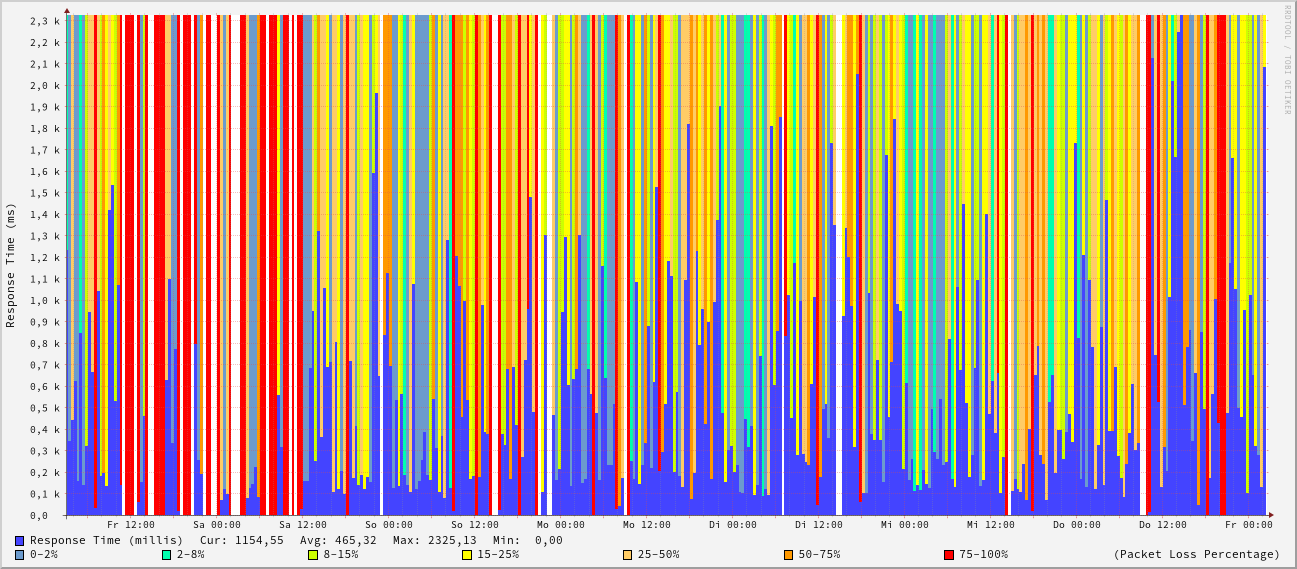 RRDTOOL / TOBI OETIKER
Response Time (ms)
2,3 k
2,2 k
2,1 k
2,0 k
1,9 k
1,8 k
1,7 k
1,6 k
1,5 k
1,4 k
1,3 k
1,2 k
1,1 k
1,0 k
0,9 k
0,8 k
0,7 k
0,6 k
0,5 k
0,4 k
0,3 k
0,2 k
0,1 k
0,0
Fr 12:00 Sa 00:00 Sa 12:00 So 00:00 So 12:00 Mo 00:00 Mo 12:00 Di 00:00 Di 12:00 Mi 00:00 Mi 12:00 Do 00:00 Do 12:00 Fr 00:00
Response Time (millis) Cur: 1154,55 Avg: 465,32 Max: 2325,13 Min: 0,00
0-2% 2-8% 8-15% 15-25% 25-50% 50-75% 75-100% (Packet Loss Percentage)